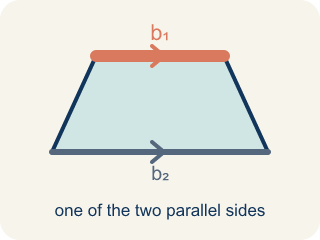 b₁
b₂
one of the two parallel sides